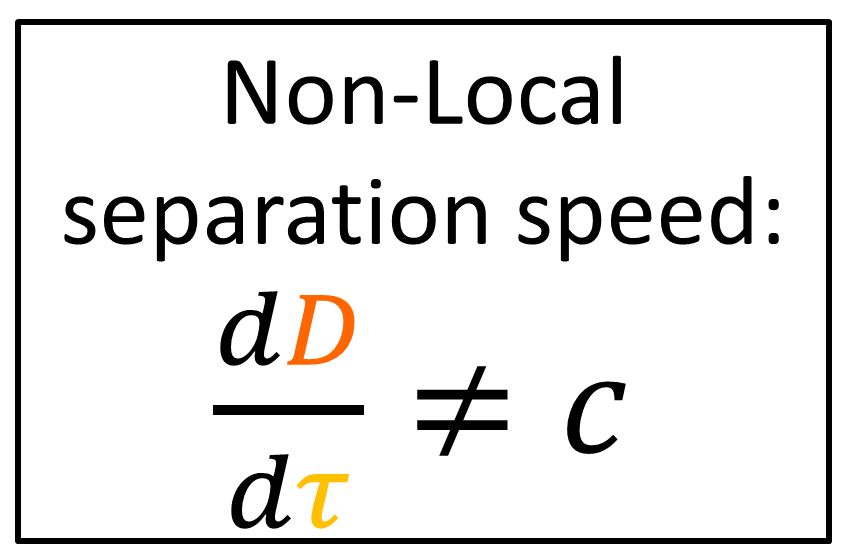 Non-Local
separation speed:
dD/dτ ≠ c